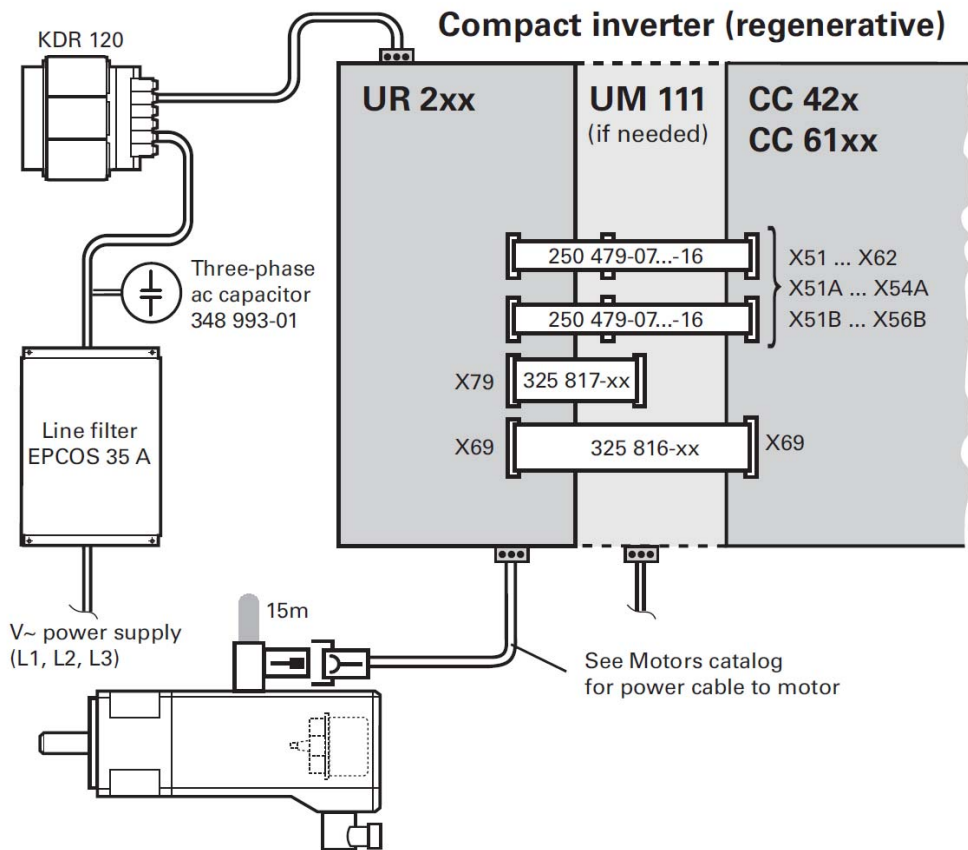 Compact inverter (regenerative)
KDR 120
UR 2xx
UM 111
(if needed)
CC 42x
CC 61xx
Three-phase
ac capacitor
348 993-01
250 479-07...-16
250 479-07...-16
X51 ... X62
X51A ... X54A
X51B ... X56B
X79
325 817-xx
X69
325 816-xx
X69
Line filter
EPCOS 35 A
V~ power supply
(L1, L2, L3)
15m
See Motors catalog
for power cable to motor